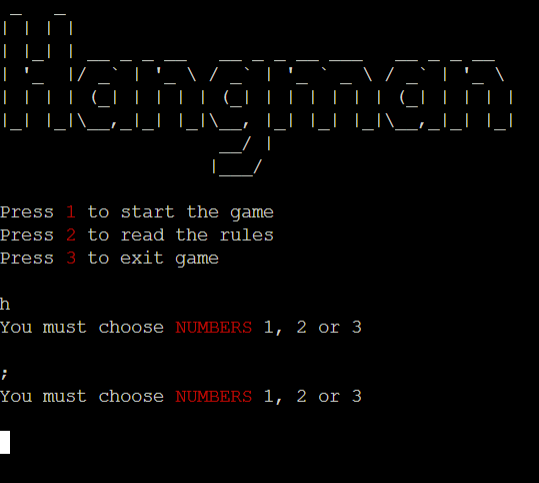 Hangman
Press 1 to start the game
Press 2 to read the rules
Press 3 to exit game
h
You must choose NUMBERS 1, 2 or 3
;
You must choose NUMBERS 1, 2 or 3